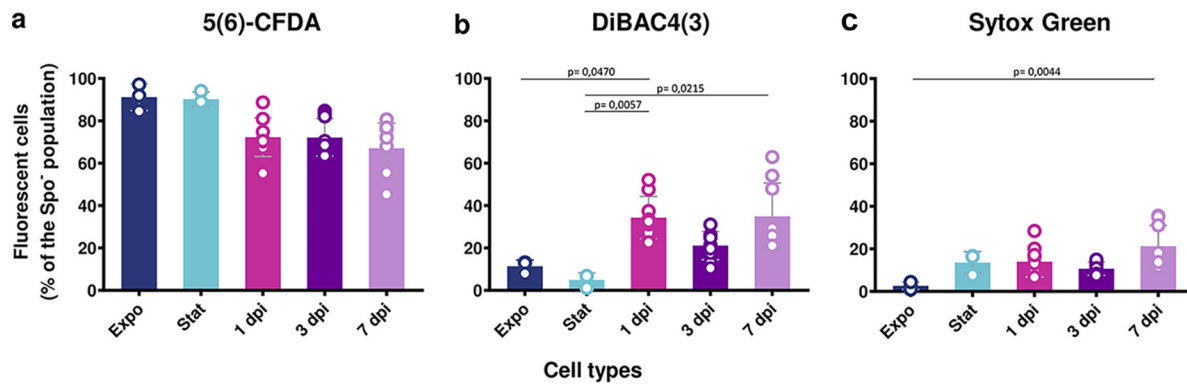 a
5(6)-CFDA
b
DiBAC4(3)
c
Sytox Green
Fluorescent cells
(% of the Spo⁻ population)
100
80
60
40
20
0
Expo
Stat
1 dpi
3 dpi
7 dpi
p= 0,0470
p= 0,0215
p= 0,0057
100
80
60
40
20
0
Expo
Stat
1 dpi
3 dpi
7 dpi
p= 0,0044
100
80
60
40
20
0
Expo
Stat
1 dpi
3 dpi
7 dpi
Cell types